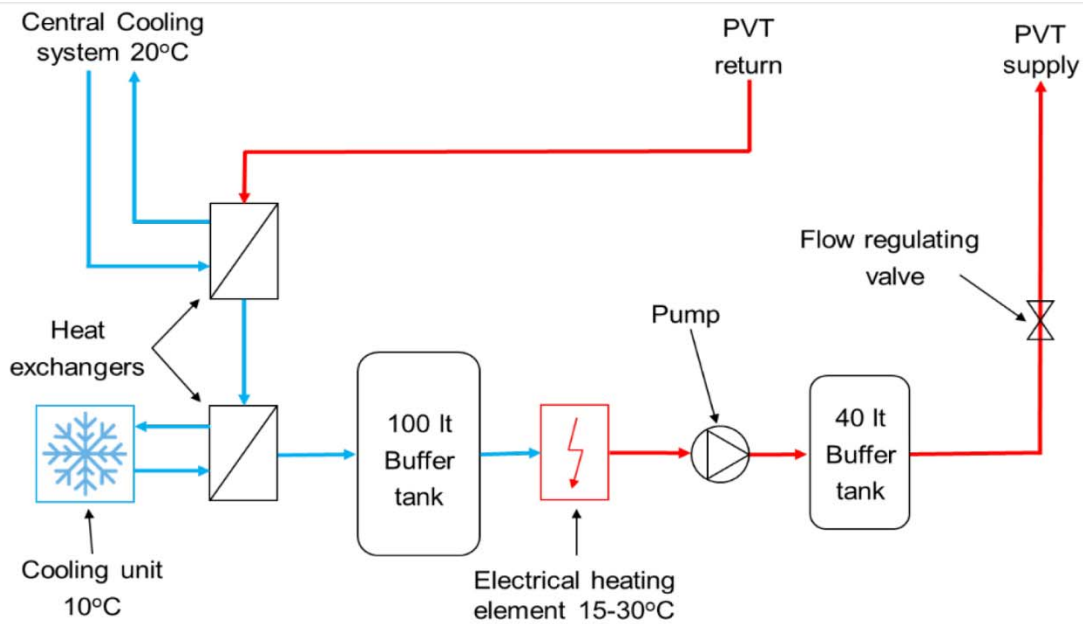 Central Cooling
system 20°C
PVT
return
PVT
supply
Flow regulating
valve
Heat
exchangers
Pump
100 lt
Buffer
tank
40 lt
Buffer
tank
Cooling unit
10°C
Electrical heating
element 15-30°C